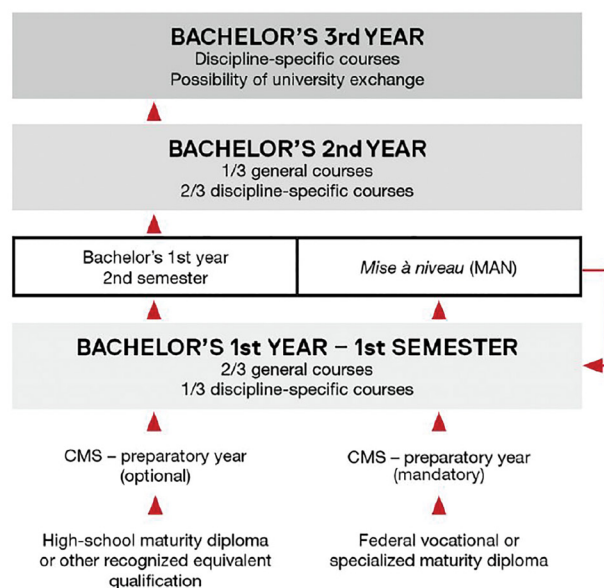 BACHELOR'S 3rd YEAR
Discipline-specific courses
Possibility of university exchange
BACHELOR'S 2nd YEAR
1/3 general courses
2/3 discipline-specific courses
Bachelor's 1st year
2nd semester
Mise à niveau (MAN)
BACHELOR'S 1st YEAR – 1st SEMESTER
2/3 general courses
1/3 discipline-specific courses
CMS – preparatory year
(optional)
CMS – preparatory year
(mandatory)
High-school maturity diploma
or other recognized equivalent
qualification
Federal vocational or
specialized maturity diploma